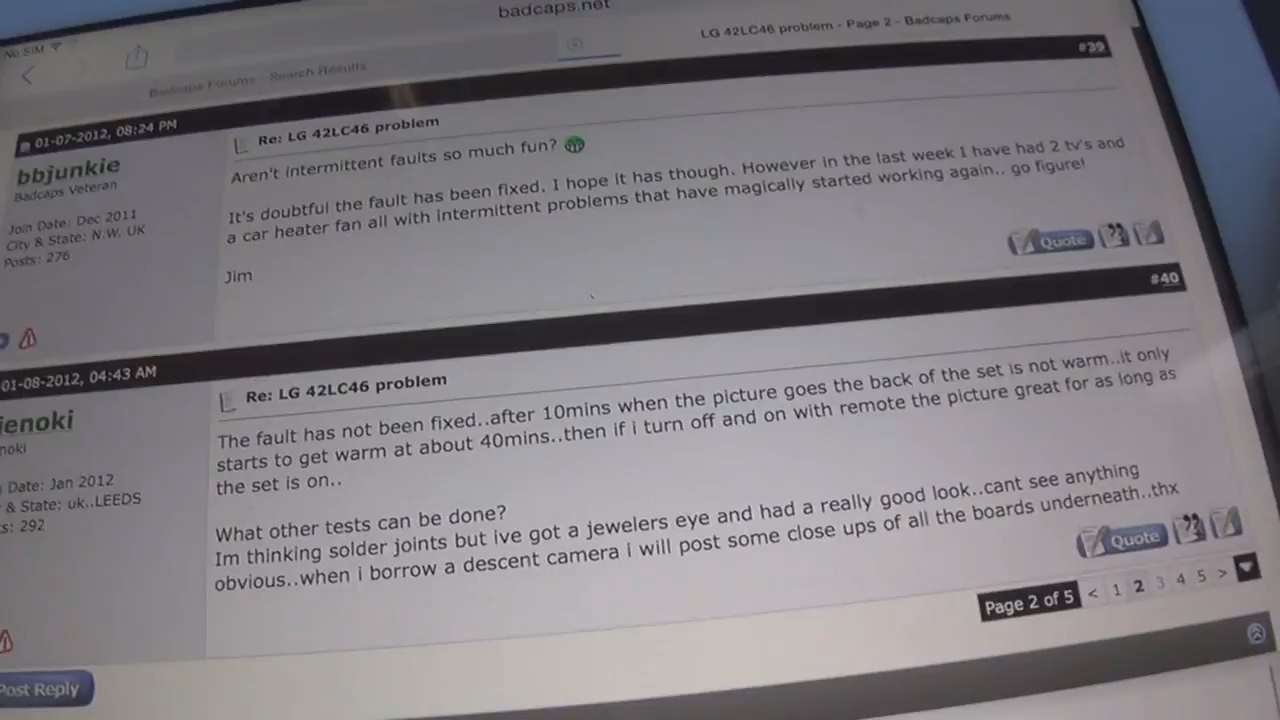 badcaps.net
No SIM
LG 42LC46 problem - Page 2 - Badcaps Forums
Badcaps Forums - Search Results
#39
01-07-2012, 08:24 PM
bbjunkie
Badcaps Veteran
Join Date: Dec 2011
City & State: N.W. UK
Posts: 276
Re: LG 42LC46 problem
Aren't intermittent faults so much fun?
It's doubtful the fault has been fixed. I hope it has though. However in the last week I have had 2 tv's and
a car heater fan all with intermittent problems that have magically started working again.. go figure!
Jim
Quote
#40
01-08-2012, 04:43 AM
ienoki
noki
Date: Jan 2012
& State: uk..LEEDS
s: 292
Re: LG 42LC46 problem
The fault has not been fixed..after 10mins when the picture goes the back of the set is not warm..it only
starts to get warm at about 40mins..then if i turn off and on with remote the picture great for as long as
the set is on..
What other tests can be done?
Im thinking solder joints but ive got a jewelers eye and had a really good look..cant see anything
obvious..when i borrow a descent camera i will post some close ups of all the boards underneath..thx
Quote
Page 2 of 5 < 1 2 3 4 5 >
Post Reply